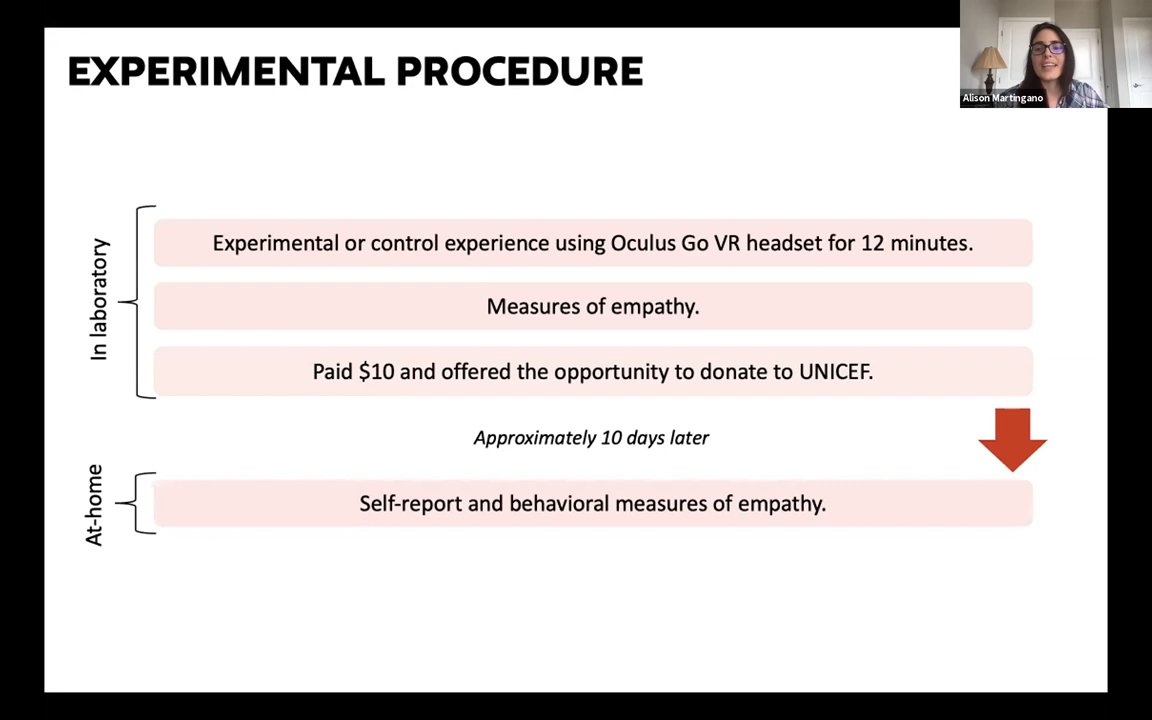 EXPERIMENTAL PROCEDURE
Alison Martingano
In laboratory
Experimental or control experience using Oculus Go VR headset for 12 minutes.
Measures of empathy.
Paid $10 and offered the opportunity to donate to UNICEF.
Approximately 10 days later
At-home
Self-report and behavioral measures of empathy.